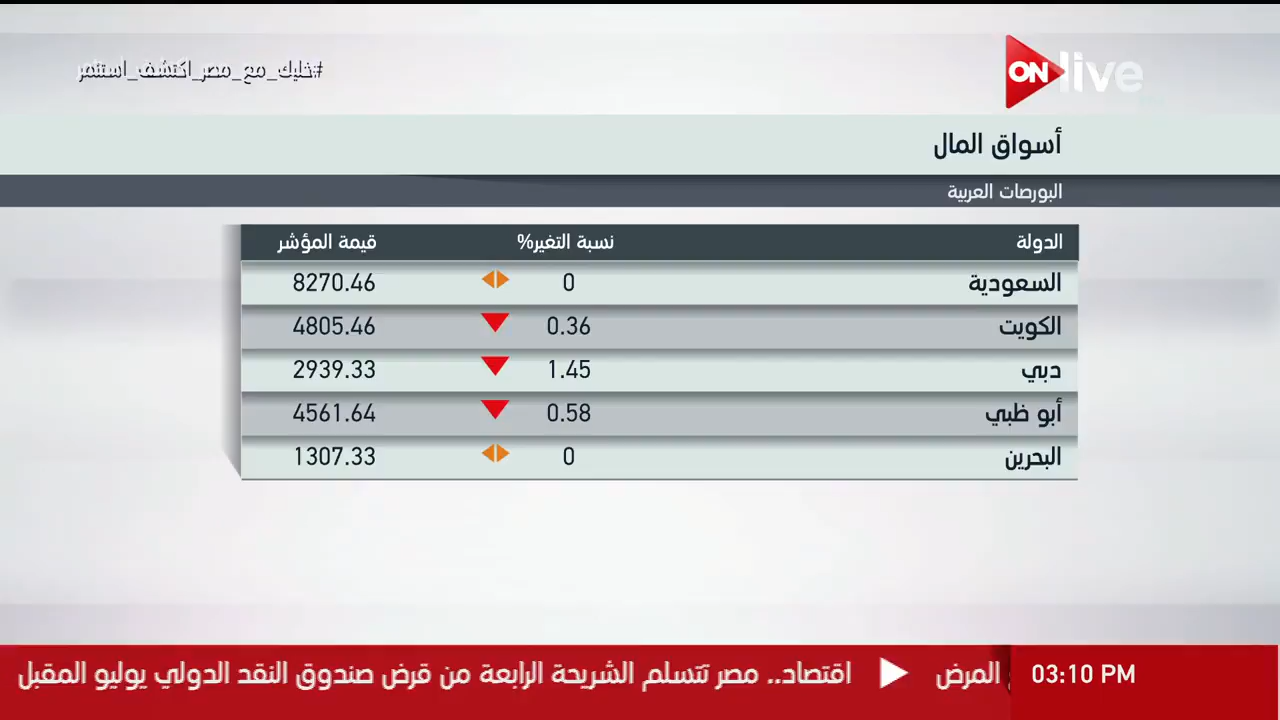 #خليك_مع_مصر_اكتشف_استثمر
ON live
أسواق المال
البورصات العربية
الدولة نسبة التغير% قيمة المؤشر
السعودية 0 8270.46
الكويت 0.36 4805.46
دبي 1.45 2939.33
أبو ظبي 0.58 4561.64
البحرين 0 1307.33
03:10 PM
المرض
اقتصاد.. مصر تتسلم الشريحة الرابعة من قرض صندوق النقد الدولي يوليو المقبل